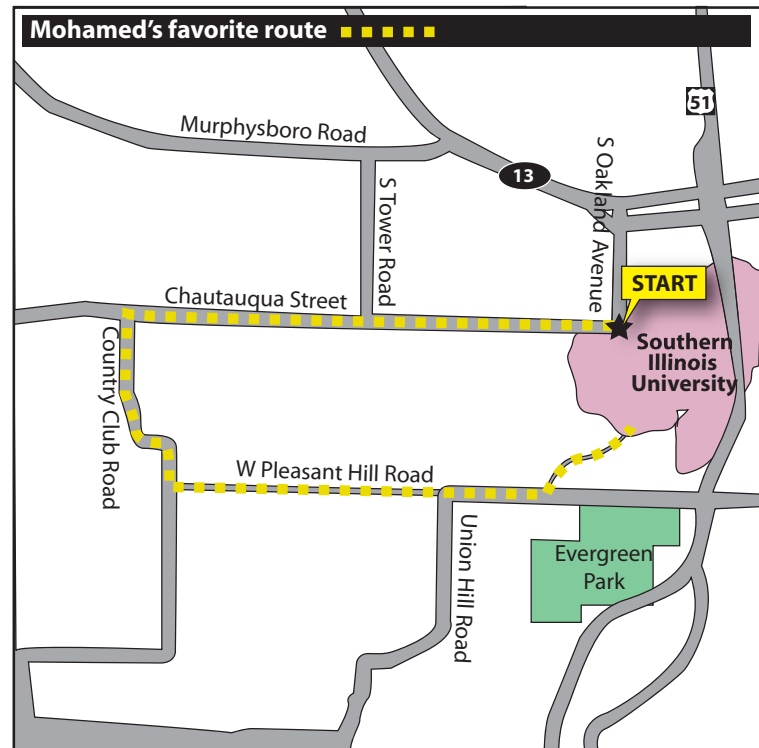 Mohamed's favorite route
51
Murphysboro Road
S Oakland Avenue
13
S Tower Road
START
Chautauqua Street
Southern
Illinois
University
Country Club Road
W Pleasant Hill Road
Union Hill Road
Evergreen
Park